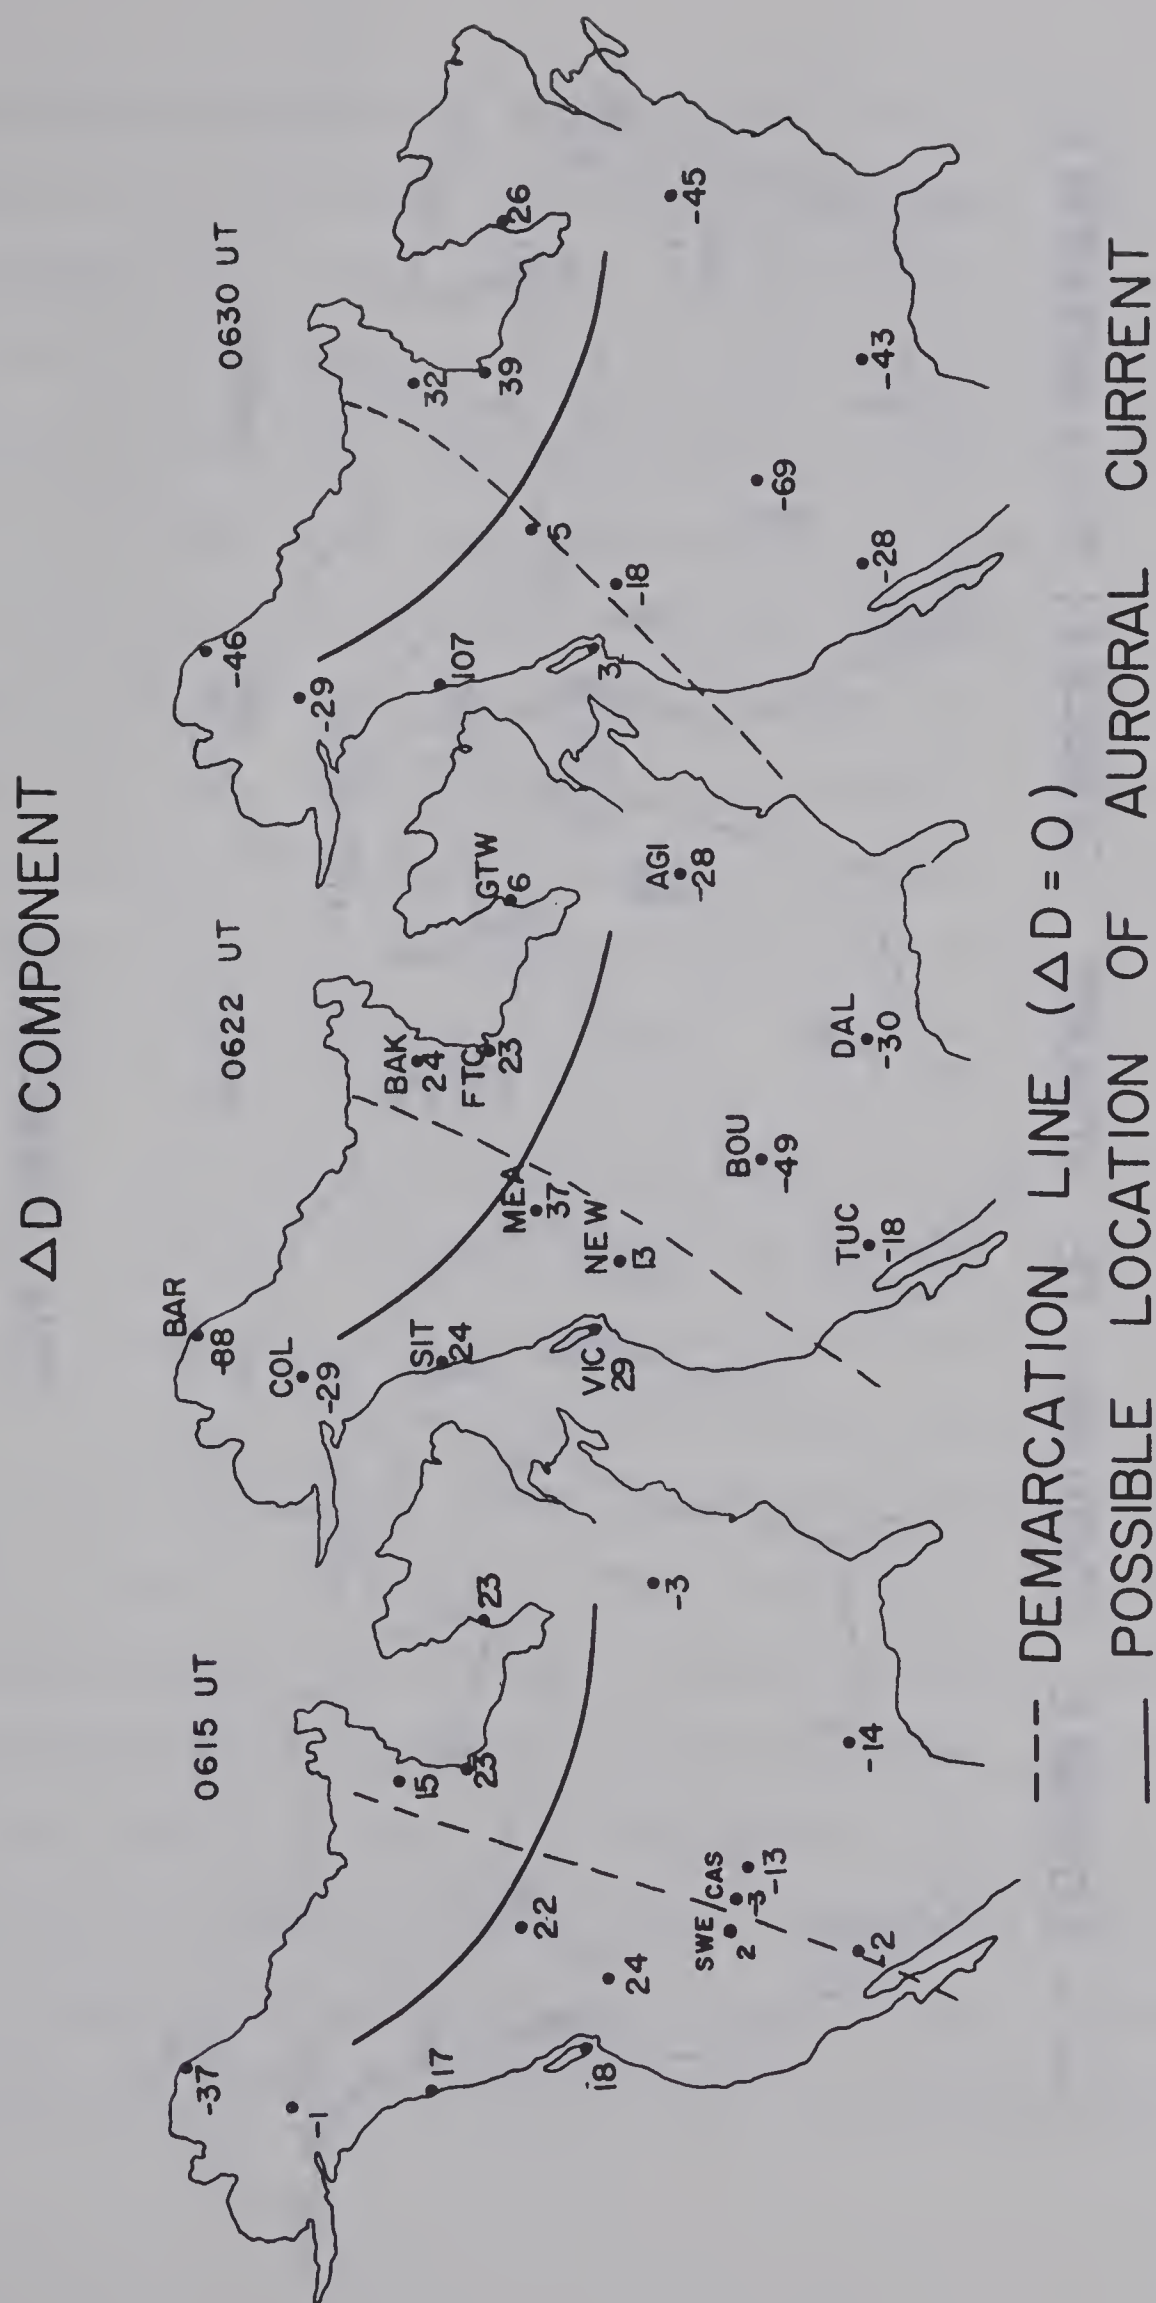 ΔD COMPONENT
0615 UT
-37
-1
17
18
22
24
15
23
23
SWE/CAS
2
-3
-13
2
-14
-3
0622 UT
BAR
-88
COL
-29
SIT
24
VIC
29
MEA
37
NEW
13
BAK
24
FTC
23
GTW
6
AGI
-28
BOU
-49
DAL
-30
TUC
-18
0630 UT
-46
-29
107
31
5
-18
32
39
26
-45
-69
-43
-28
--- DEMARCATION LINE (ΔD = 0)
— POSSIBLE LOCATION OF AURORAL CURRENT